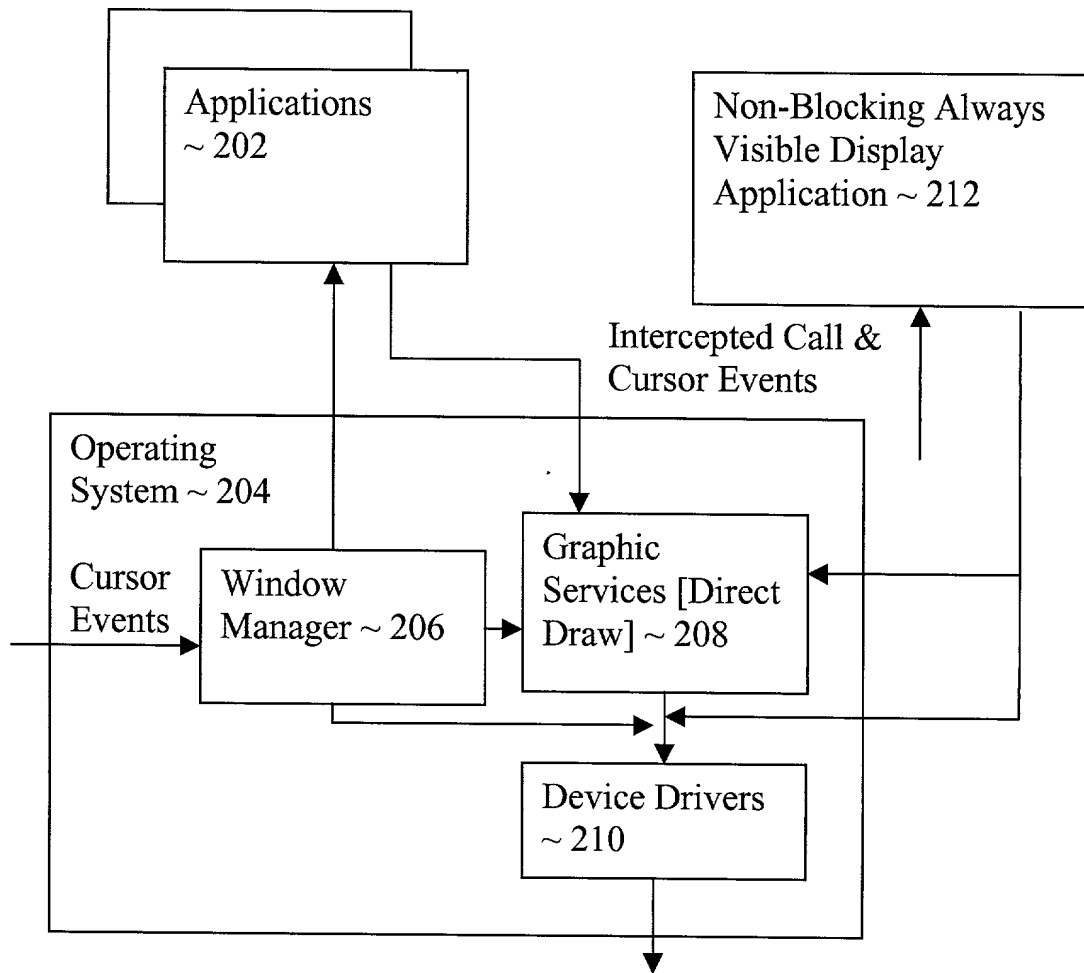 Applications
~ 202
Non-Blocking Always
Visible Display
Application ~ 212
Intercepted Call &
Cursor Events
Operating
System ~ 204
Cursor
Events
Window
Manager ~ 206
Graphic
Services [Direct
Draw] ~ 208
Device Drivers
~ 210